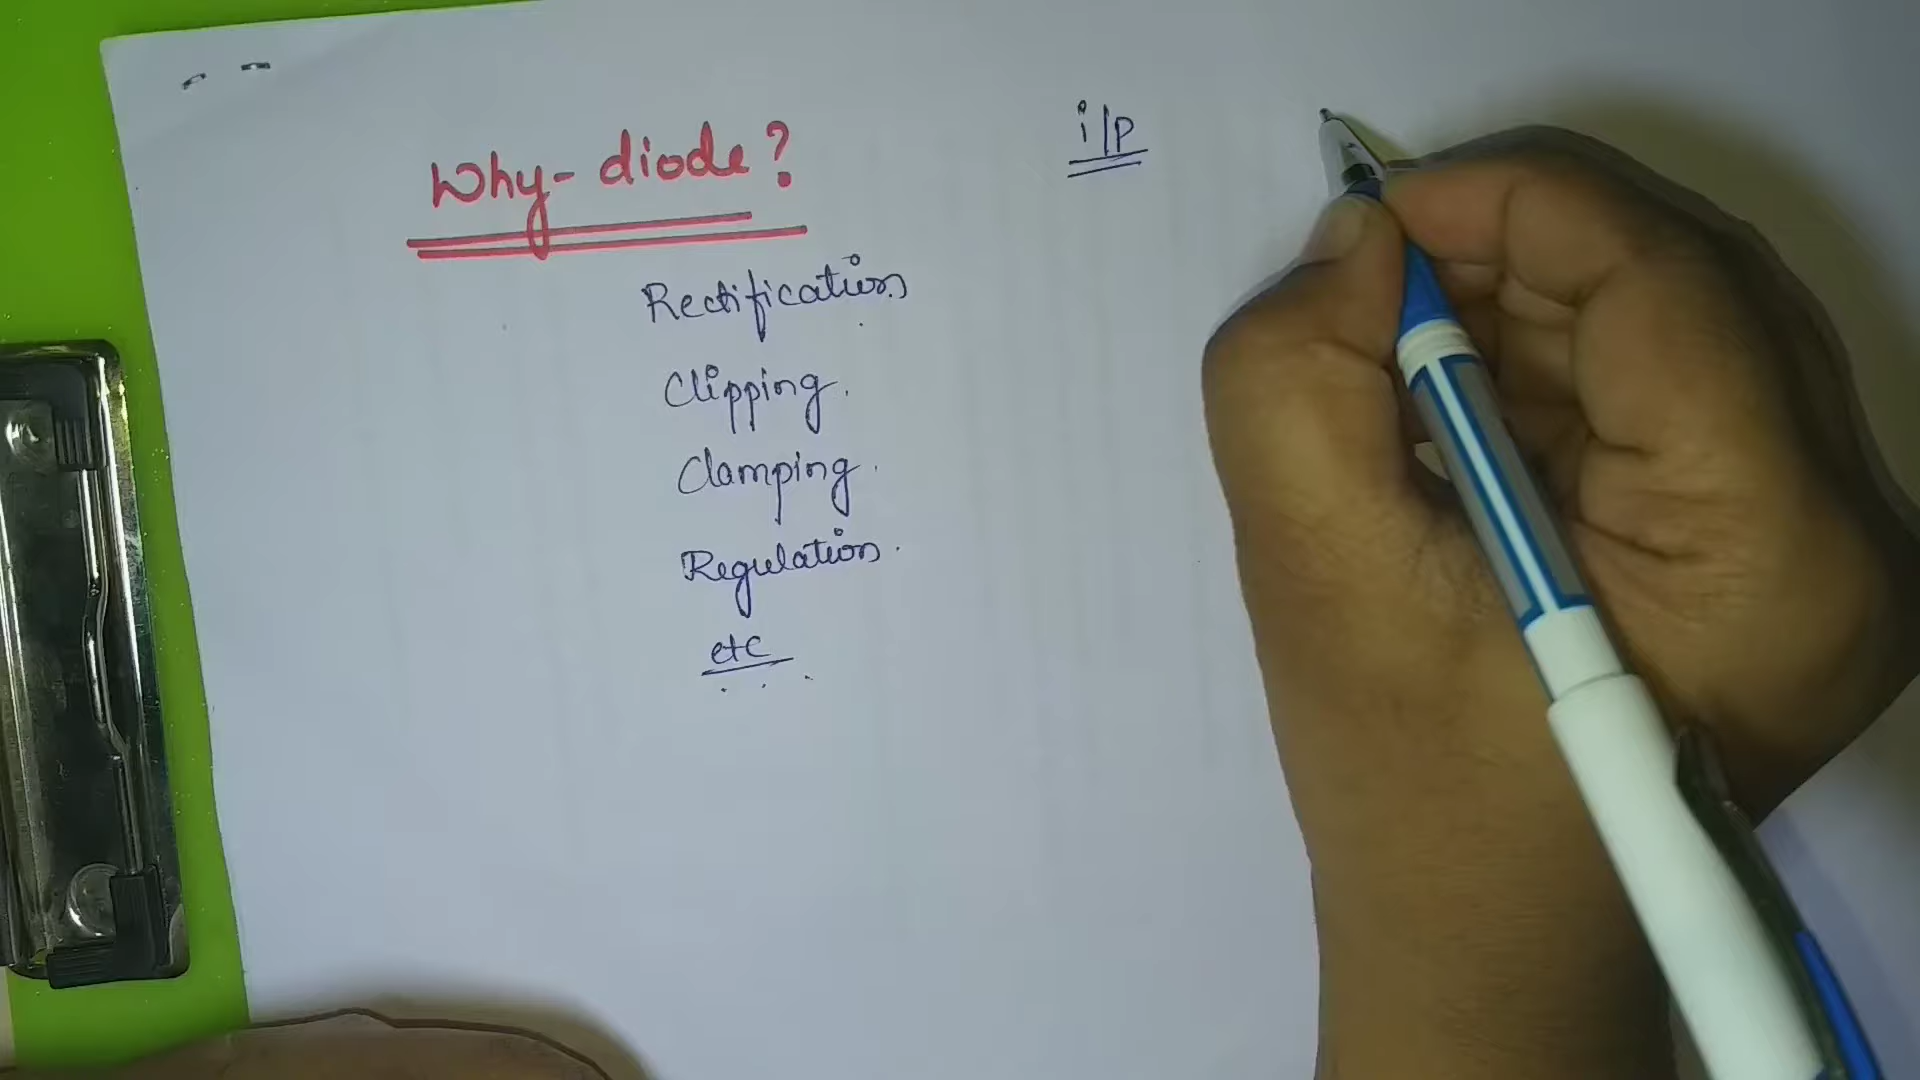 Why-diode?
Rectification
Clipping.
Clamping.
Regulation.
etc
...
i/p